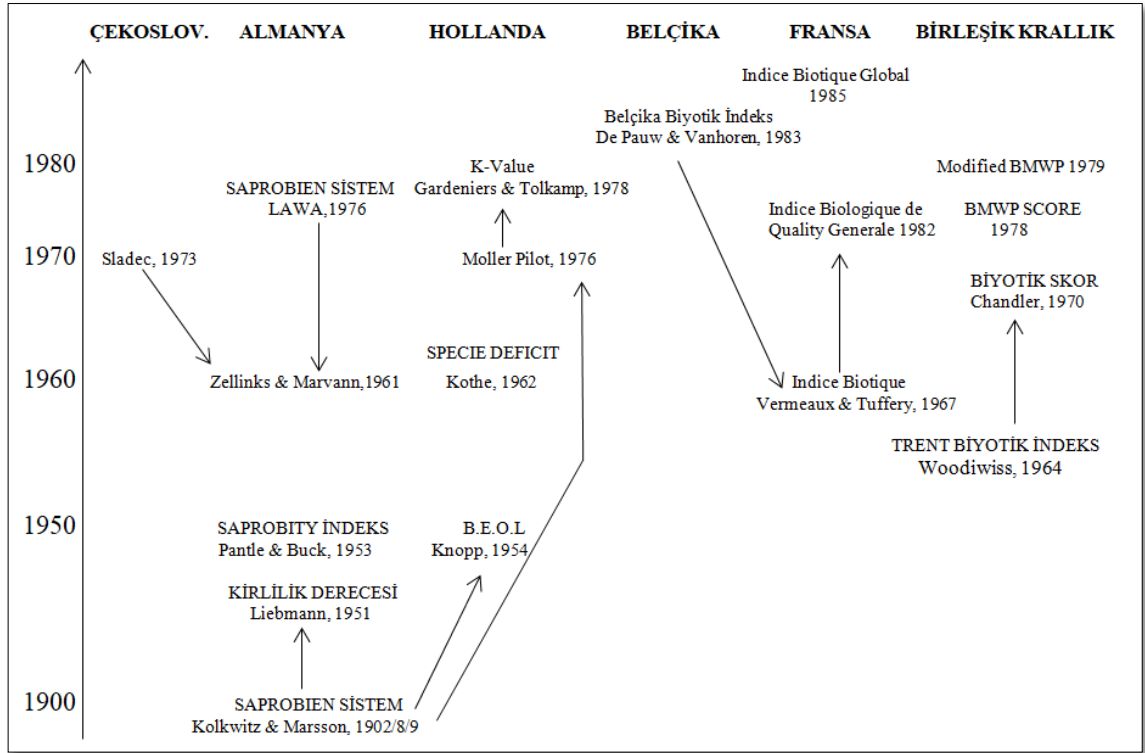 ÇEKOSLOV. ALMANYA HOLLANDA BELÇİKA FRANSA BİRLEŞİK KRALLIK
Indice Biotique Global
1985
Belçika Biyotik İndeks
De Pauw & Vanhoren, 1983
1980
K-Value
Gardeniers & Tolkamp, 1978
Modified BMWP 1979
SAPROBIEN SİSTEM
LAWA,1976
Indice Biologique de
Quality Generale 1982
BMWP SCORE
1978
1970
Sladec, 1973
Moller Pilot, 1976
BİYOTİK SKOR
Chandler, 1970
SPECIE DEFICIT
Kothe, 1962
1960
Zellinks & Marvann,1961
Indice Biotique
Vermeaux & Tuffery, 1967
TRENT BİYOTİK İNDEKS
Woodiwiss, 1964
1950
SAPROBITY İNDEKS
Pantle & Buck, 1953
B.E.O.L
Knopp, 1954
KİRLİLİK DERECESİ
Liebmann, 1951
1900
SAPROBIEN SİSTEM
Kolkwitz & Marsson, 1902/8/9